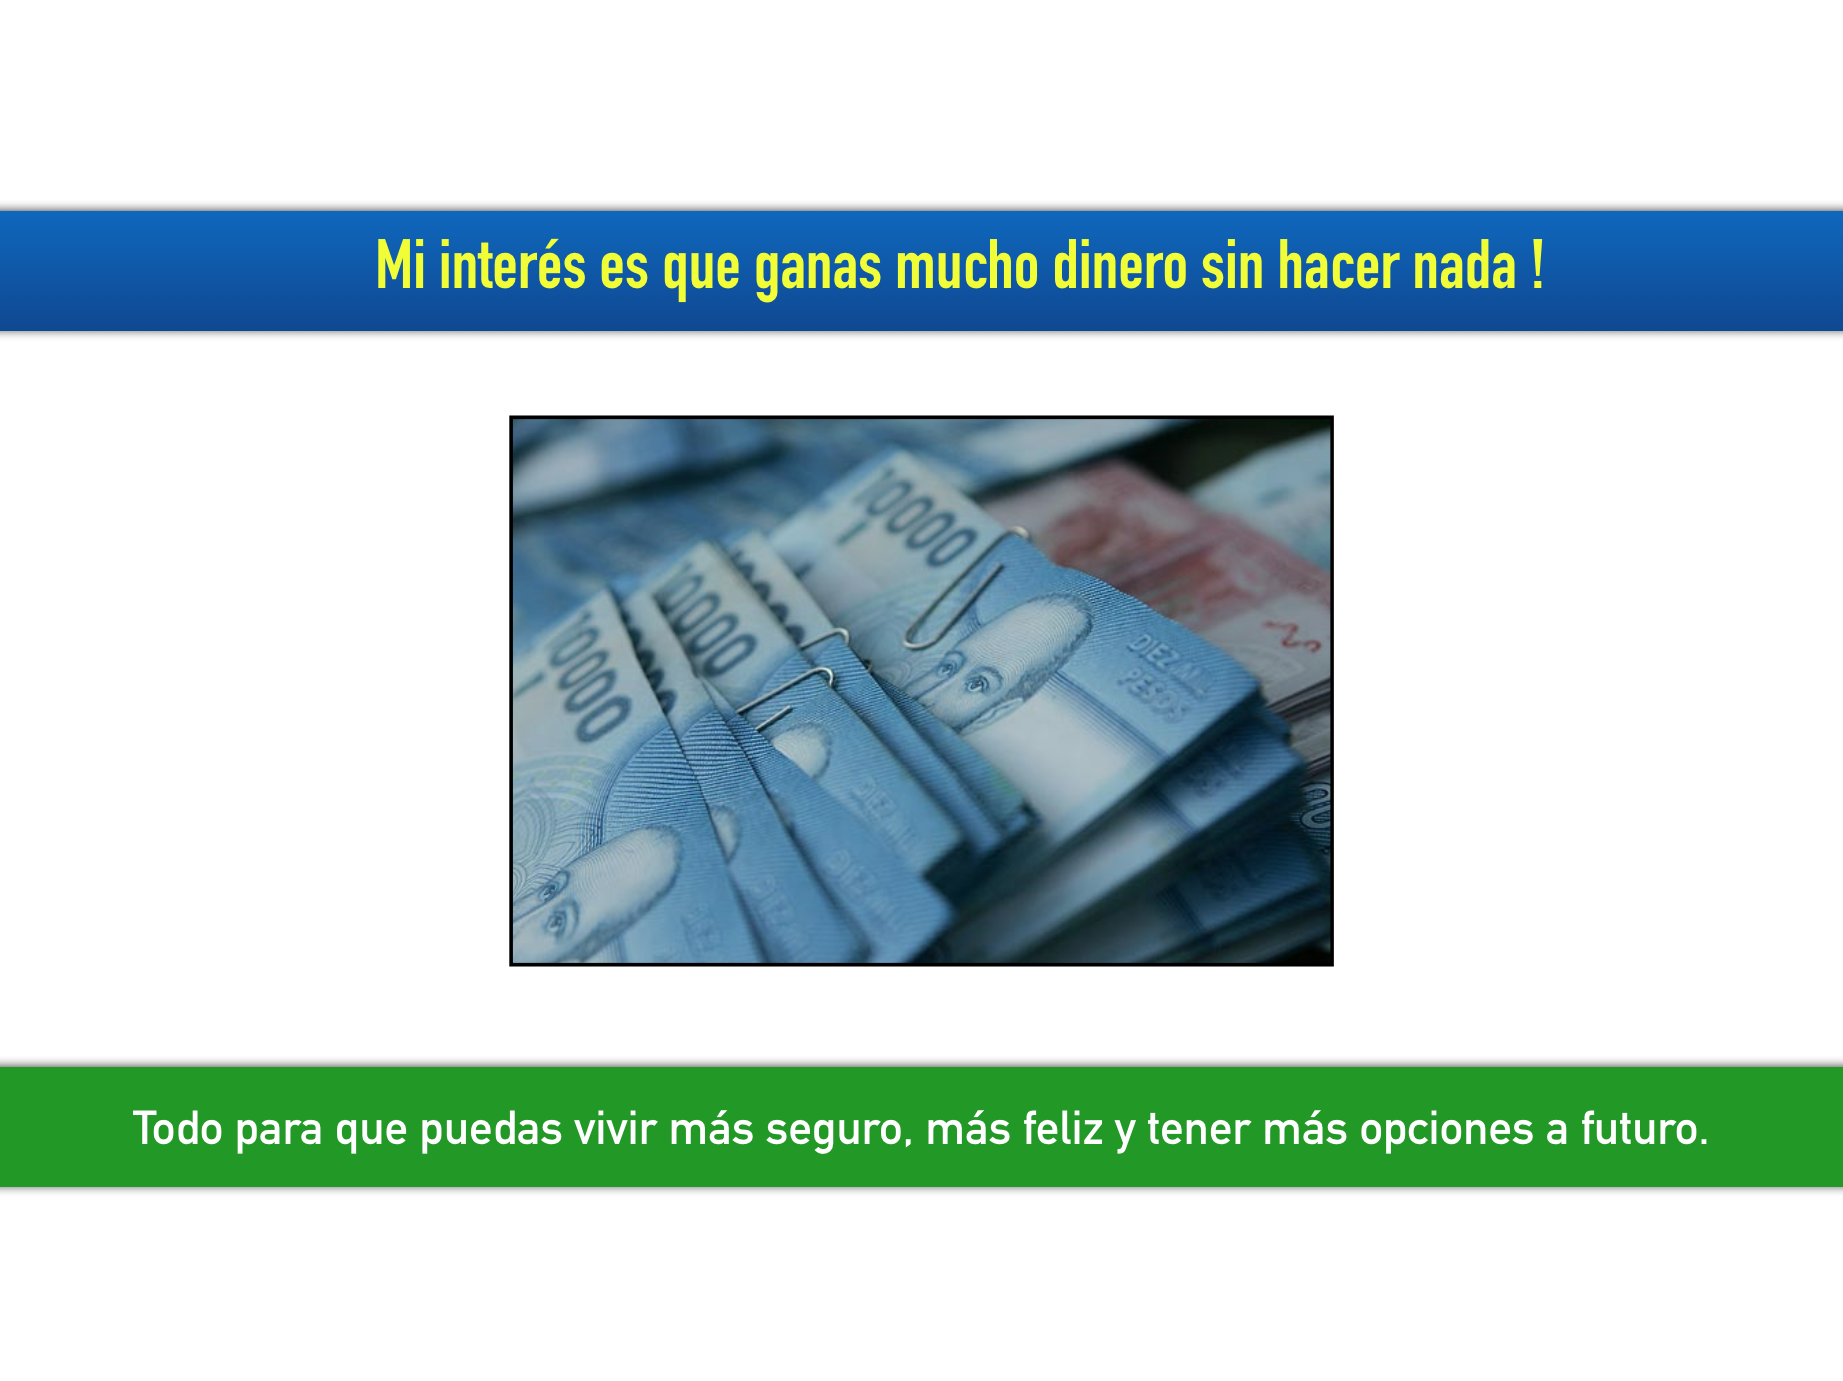 Mi interés es que ganas mucho dinero sin hacer nada !
10000
10000
10000
DIEZ MIL
PESOS
Todo para que puedas vivir más seguro, más feliz y tener más opciones a futuro.